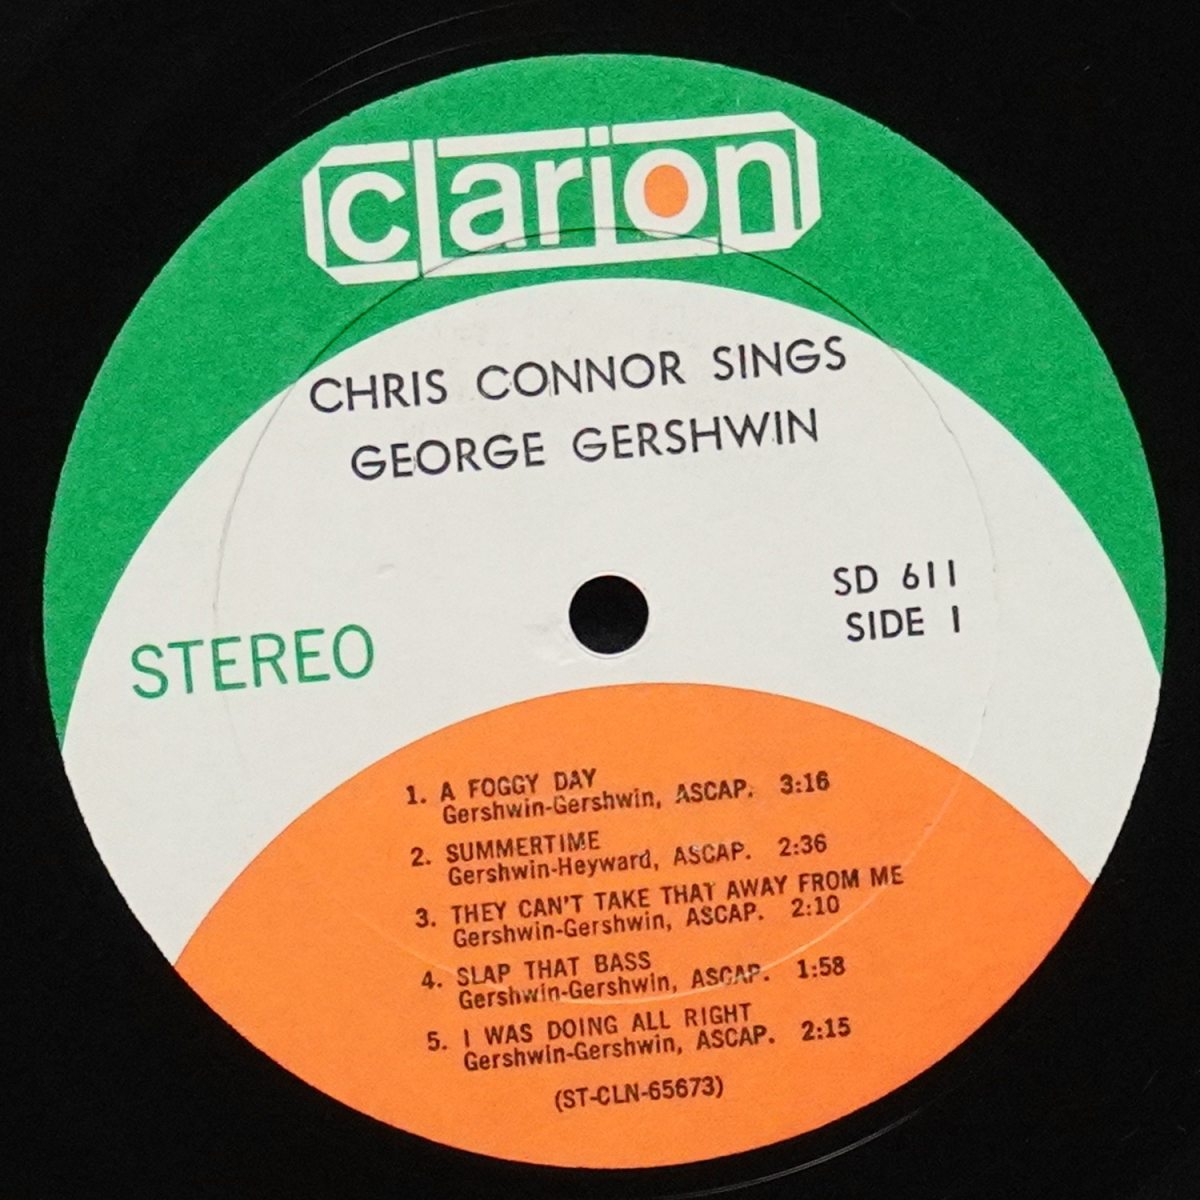 clarion
CHRIS CONNOR SINGS
GEORGE GERSHWIN
SD 611
SIDE 1
STEREO
1. A FOGGY DAY
Gershwin-Gershwin, ASCAP. 3:16
2. SUMMERTIME
Gershwin-Heyward, ASCAP. 2:36
3. THEY CAN'T TAKE THAT AWAY FROM ME
Gershwin-Gershwin, ASCAP. 2:10
4. SLAP THAT BASS
Gershwin-Gershwin, ASCAP. 1:58
5. I WAS DOING ALL RIGHT
Gershwin-Gershwin, ASCAP. 2:15
(ST-CLN-65673)